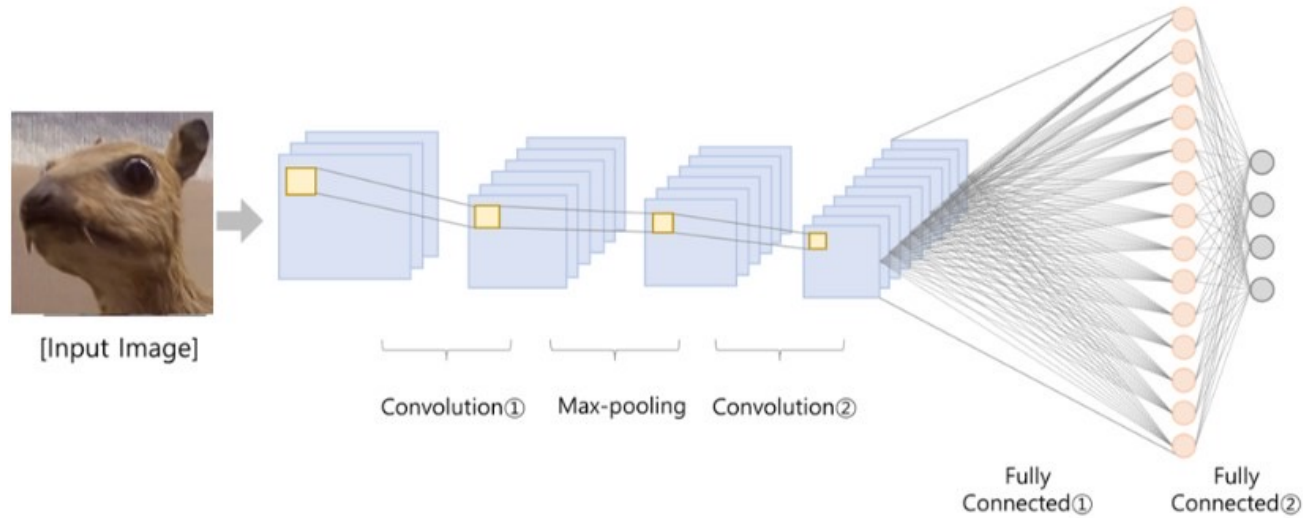 [Input Image]
Convolution①
Max-pooling
Convolution②
Fully
Connected①
Fully
Connected②